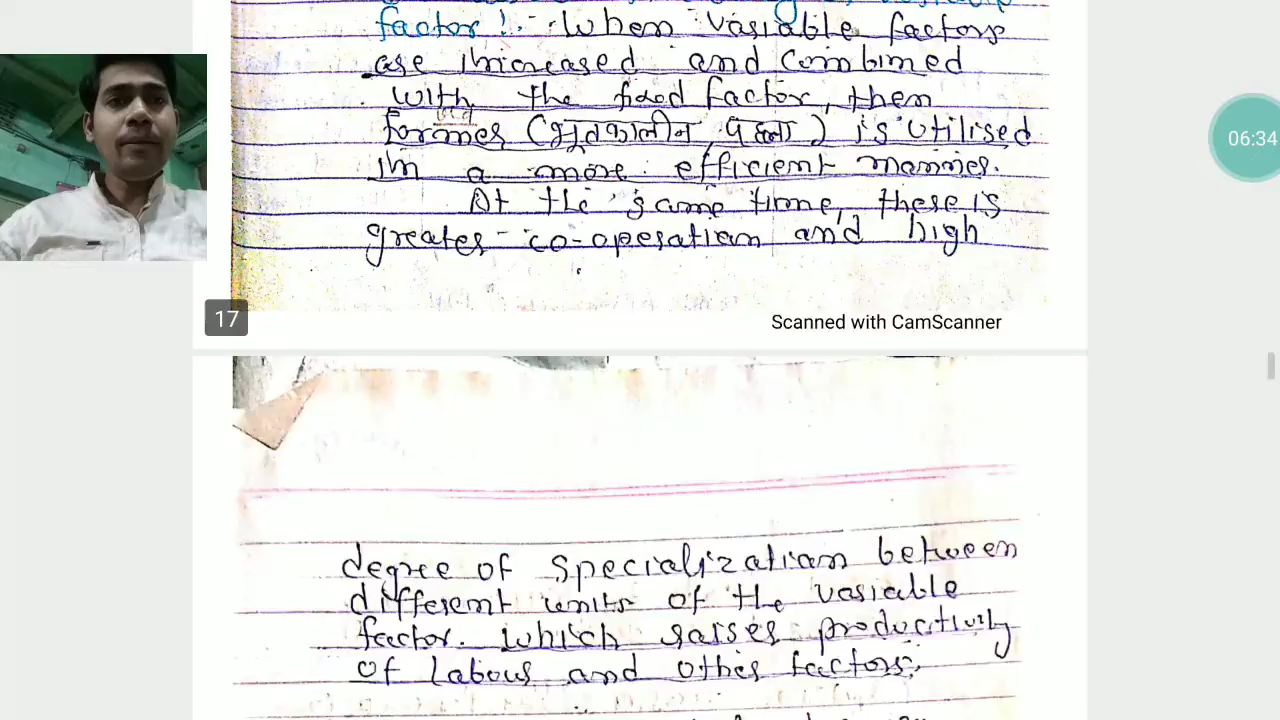 factor:- When variable factors
are increased and combined
with the fixed factor, then
former (भूतकालीन, पहला) is utilised
in a more efficient manner.
At the same time, there is
greater co-operation and high
17
Scanned with CamScanner
06:34
degree of specialization between
different units of the variable
factor. which raises productivity
of labour and other factors.